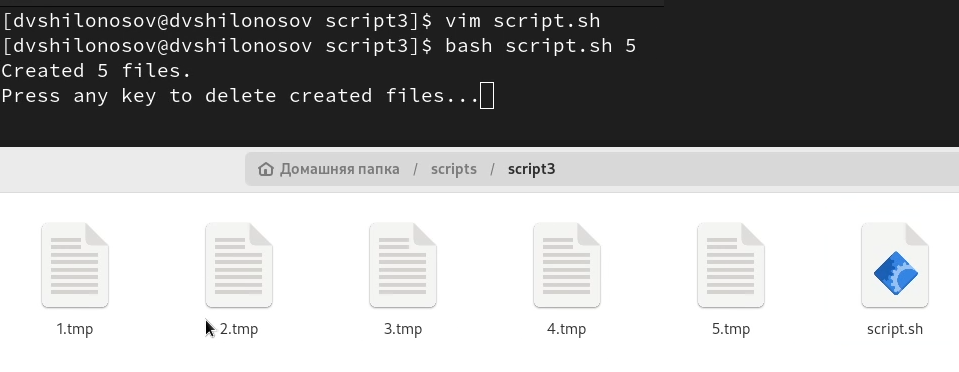 [dvshilonosov@dvshilonosov script3]$ vim script.sh
[dvshilonosov@dvshilonosov script3]$ bash script.sh 5
Created 5 files.
Press any key to delete created files...
Домашняя папка / scripts / script3
1.tmp 2.tmp 3.tmp 4.tmp 5.tmp script.sh